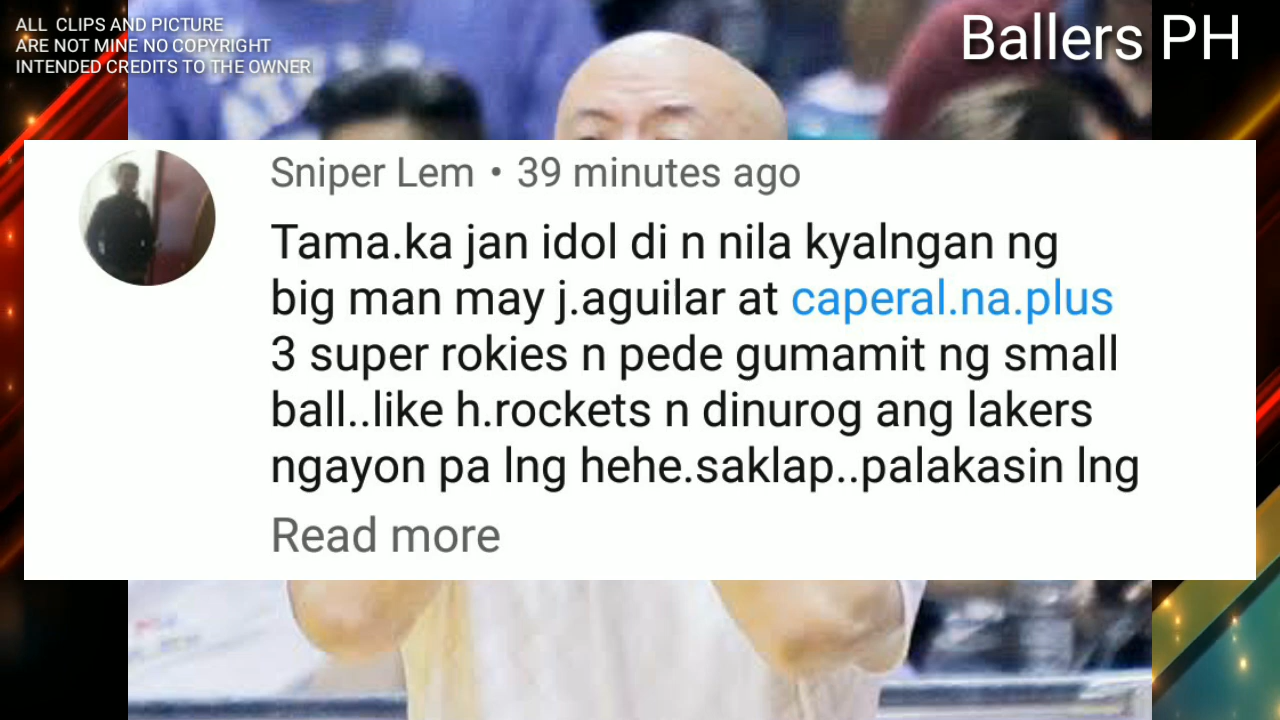 ALL CLIPS AND PICTURE
ARE NOT MINE NO COPYRIGHT
INTENDED CREDITS TO THE OWNER
Ballers PH
Sniper Lem • 39 minutes ago
Tama.ka jan idol di n nila kyalngan ng
big man may j.aguilar at caperal.na.plus
3 super rokies n pede gumamit ng small
ball..like h.rockets n dinurog ang lakers
ngayon pa lng hehe.saklap..palakasin lng
Read more